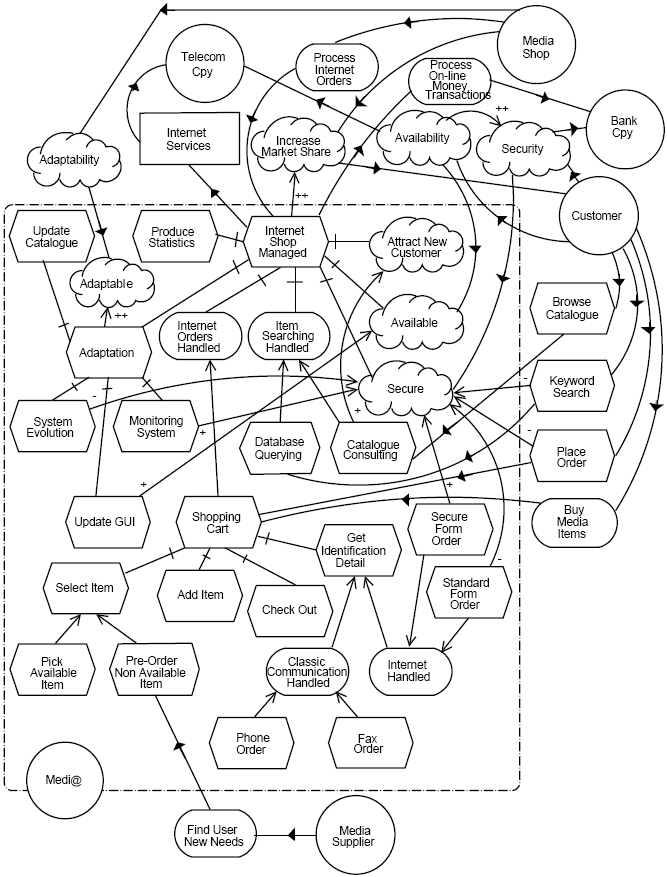 Media
Shop
Telecom
Cpy
Process
Internet
Orders
Process
On-line
Money
Transactions
++
Bank
Cpy
Internet
Services
Increase
Market Share
Availability
Security
Adaptability
++
Customer
Update
Catalogue
Produce
Statistics
Internet
Shop
Managed
Attract New
Customer
Adaptable
++
Internet
Orders
Handled
Item
Searching
Handled
Available
Browse
Catalogue
Adaptation
Secure
-
Keyword
Search
-
+
System
Evolution
Monitoring
System
+
Database
Querying
Catalogue
Consulting
-
Place
Order
+
+
Update GUI
Shopping
Cart
Secure
Form
Order
Buy
Media
Items
Get
Identification
Detail
-
Select Item
Add Item
Check Out
Standard
Form
Order
Pick
Available
Item
Pre-Order
Non Available
Item
Classic
Communication
Handled
Internet
Handled
Phone
Order
Fax
Order
Medi@
Find User
New Needs
Media
Supplier